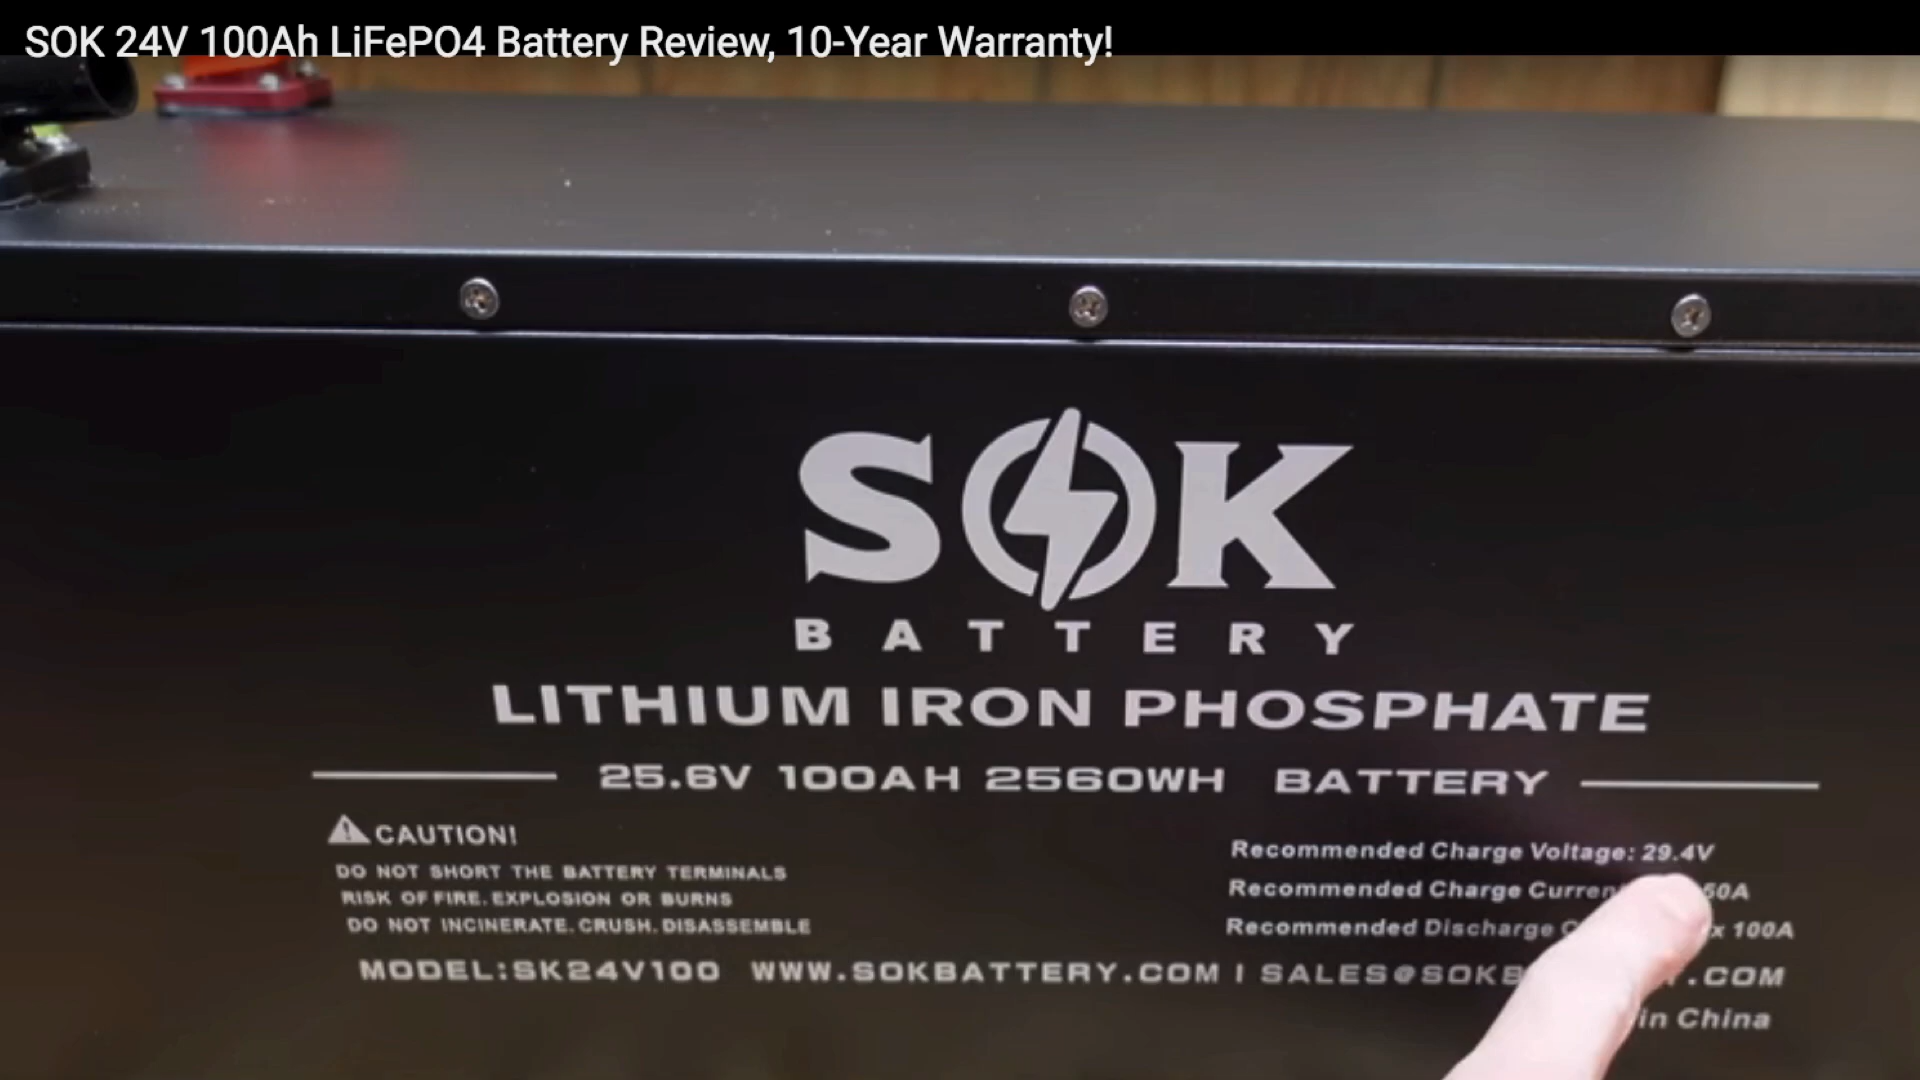 SOK 24V 100Ah LiFePO4 Battery Review, 10-Year Warranty!
SOK
BATTERY
LITHIUM IRON PHOSPHATE
25.6V 100AH 2560WH BATTERY
CAUTION!
DO NOT SHORT THE BATTERY TERMINALS
RISK OF FIRE. EXPLOSION OR BURNS
DO NOT INCINERATE. CRUSH. DISASSEMBLE
Recommended Charge Voltage: 29.4V
Recommended Charge 50A
Recommended Discharge 100A
MODEL:SK24V100 WWW.SOKBATTERY.COM | .COM
in China